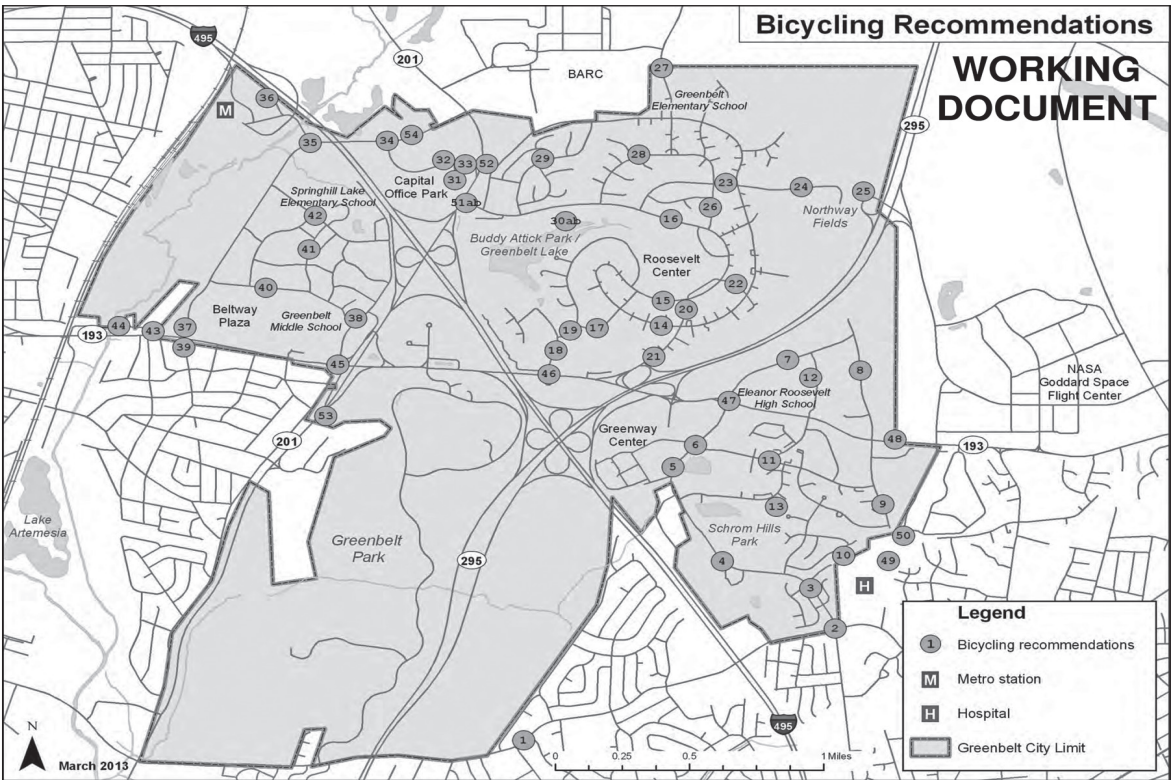 Bicycling Recommendations
WORKING
DOCUMENT
495
201
BARC
27
Greenbelt
Elementary School
295
M
36
35
34
54
32
33
52
31
Capital
Office Park
51ab
29
28
23
24
25
26
Northway
Fields
Springhill Lake
Elementary School
42
41
30ab
16
Buddy Attick Park /
Greenbelt Lake
Roosevelt
Center
22
40
Beltway
Plaza
Greenbelt
Middle School
38
15
20
14
19
17
18
21
193
44
43
37
39
45
46
7
12
8
NASA
Goddard Space
Flight Center
47
Eleanor Roosevelt
High School
53
201
Greenway
Center
6
5
11
48
193
13
9
Schrom Hills
Park
50
10
49
H
4
3
2
Lake
Artemesia
Greenbelt
Park
295
1
495
N
March 2013
0 0.25 0.5 1 Miles
Legend
1 Bicycling recommendations
M Metro station
H Hospital
Greenbelt City Limit